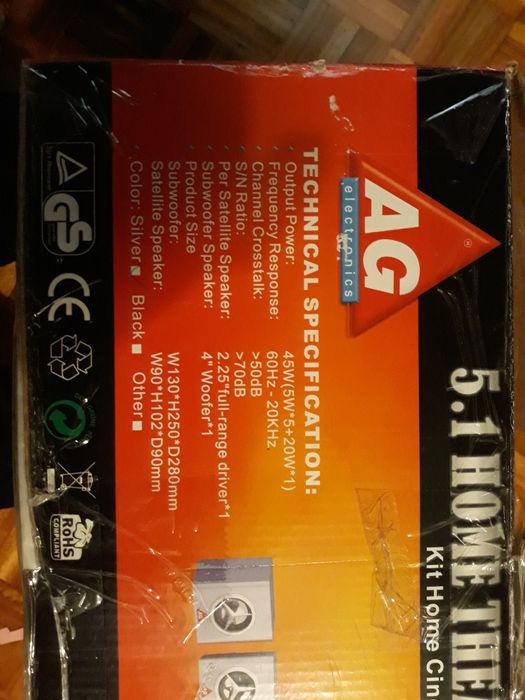 AG
®
electronics
5.1 HOME THE
Kit Home Cin
TECHNICAL SPECIFICATION:
• Output Power: 45W(5W*5+20W*1)
• Frequency Response: 60Hz - 20KHz.
• Channel Crosstalk: >50dB
• S/N Ratio: >70dB
• Per Satellite Speaker: 2.25"full-range driver*1
• Subwoofer Speaker: 4" Woofer*1
• Product Size
Subwoofer: W130*H250*D280mm
Satellite Speaker: W90*H102*D90mm
• Color: Silver Black Other
GS
CE
RoHS
COMPLIANT